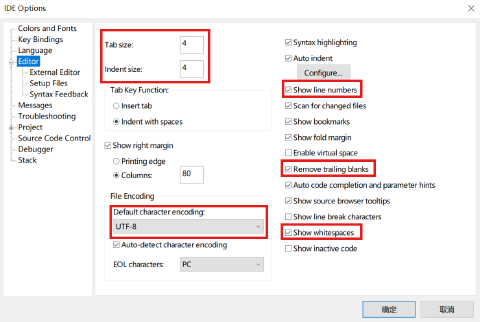 IDE Options
Colors and Fonts
Key Bindings
Language
Editor
External Editor
Setup Files
Syntax Feedback
Messages
Troubleshooting
Project
Source Code Control
Debugger
Stack
Tab size: 4
Indent size: 4
Tab Key Function:
Insert tab
Indent with spaces
Show right margin
Printing edge
Columns: 80
File Encoding
Default character encoding:
UTF-8
Auto-detect character encoding
EOL characters: PC
Syntax highlighting
Auto indent
Configure...
Show line numbers
Scan for changed files
Show bookmarks
Show fold margin
Enable virtual space
Remove trailing blanks
Auto code completion and parameter hints
Show source browser tooltips
Show line break characters
Show whitespaces
Show inactive code
确定
取消